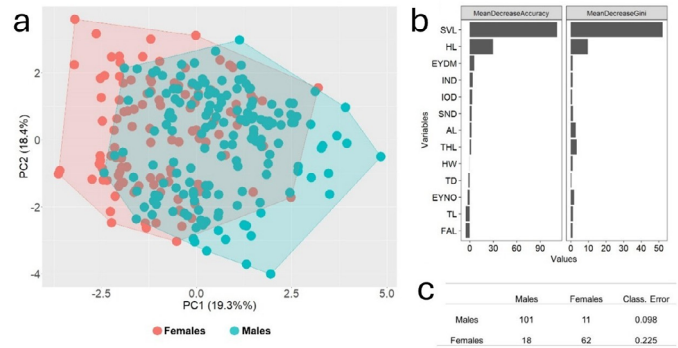 a
PC2 (18.4%)
2
0
-2
-4
-2.5
0.0
2.5
5.0
PC1 (19.3%%)
Females
Males
b
MeanDecreaseAccuracy
MeanDecreaseGini
Variables
SVL
HL
EYDM
IND
IOD
SND
AL
THL
HW
TD
EYNO
TL
FAL
0 30 60 90
0 10 20 30 40 50
Values
c
Males Females Class. Error
Males 101 11 0.098
Females 18 62 0.225